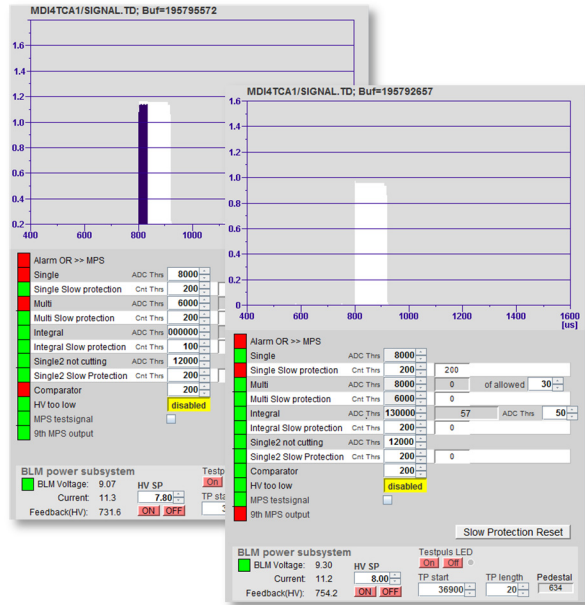 MDI4TCA1/SIGNAL.TD; Buf=195795572
1.6
1.4
1.2
1.0
0.8
0.6
0.4
0.2
400 600 800 1000
Alarm OR >> MPS
Single ADC Thrs 8000
Single Slow protection Cnt Thrs 200
Multi ADC Thrs 6000
Multi Slow protection Cnt Thrs 200
Integral ADC Thrs 000000
Integral Slow protection Cnt Thrs 100
Single2 not cutting ADC Thrs 12000
Single2 Slow Protection Cnt Thrs 200
Comparator 200
HV too low disabled
MPS testsignal
9th MPS output
BLM power subsystem Testp
BLM Voltage: 9.07 HV SP On
Current: 11.3 7.80 TP sta
Feedback(HV): 731.6 ON OFF 3
MDI4TCA1/SIGNAL.TD; Buf=195792657
1.6
1.4
1.2
1.0
0.8
0.6
0.4
0.2
0
400 600 800 1000 1200 1400 1600
[us]
Alarm OR >> MPS
Single ADC Thrs 8000
Single Slow protection Cnt Thrs 200 200
Multi ADC Thrs 8000 0 of allowed 30
Multi Slow protection Cnt Thrs 6000 0
Integral ADC Thrs 130000 57 ADC Thrs 50
Integral Slow protection Cnt Thrs 200 0
Single2 not cutting ADC Thrs 12000
Single2 Slow Protection Cnt Thrs 200 0
Comparator 200
HV too low disabled
MPS testsignal
9th MPS output
Slow Protection Reset
BLM power subsystem Testpuls LED
BLM Voltage: 9.30 HV SP On Off
Current: 11.2 8.00 TP start TP length Pedestal
Feedback(HV): 754.2 ON OFF 36900 20 634